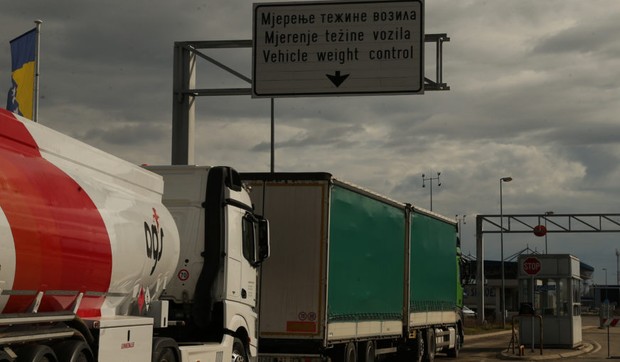 Мјерење тежине возила
Mjerenje težine vozila
Vehicle weight control
STOP